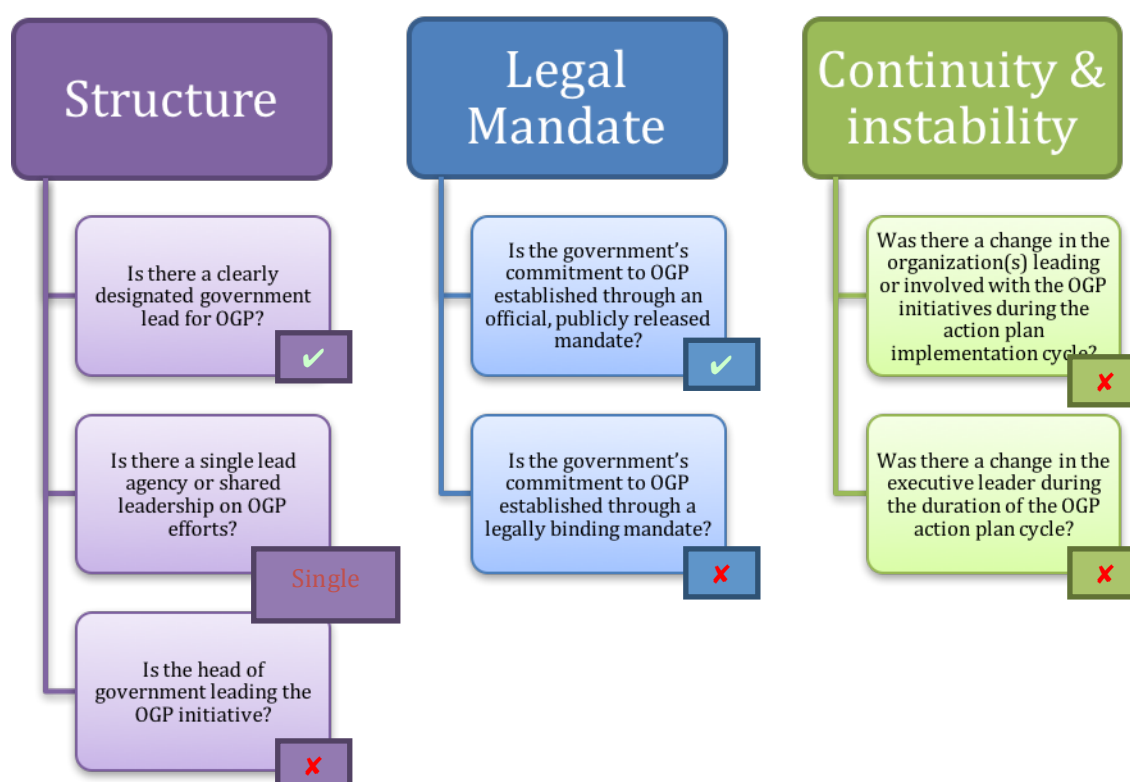 Structure
Is there a clearly
designated government
lead for OGP?
✔
Is there a single lead
agency or shared
leadership on OGP
efforts?
Single
Is the head of
government leading the
OGP initiative?
✘
Legal
Mandate
Is the government’s
commitment to OGP
established through an
official, publicly released
mandate?
✔
Is the government’s
commitment to OGP
established through a
legally binding mandate?
✘
Continuity &
instability
Was there a change in the
organization(s) leading
or involved with the OGP
initiatives during the
action plan
implementation cycle?
✘
Was there a change in the
executive leader during
the duration of the OGP
action plan cycle?
✘